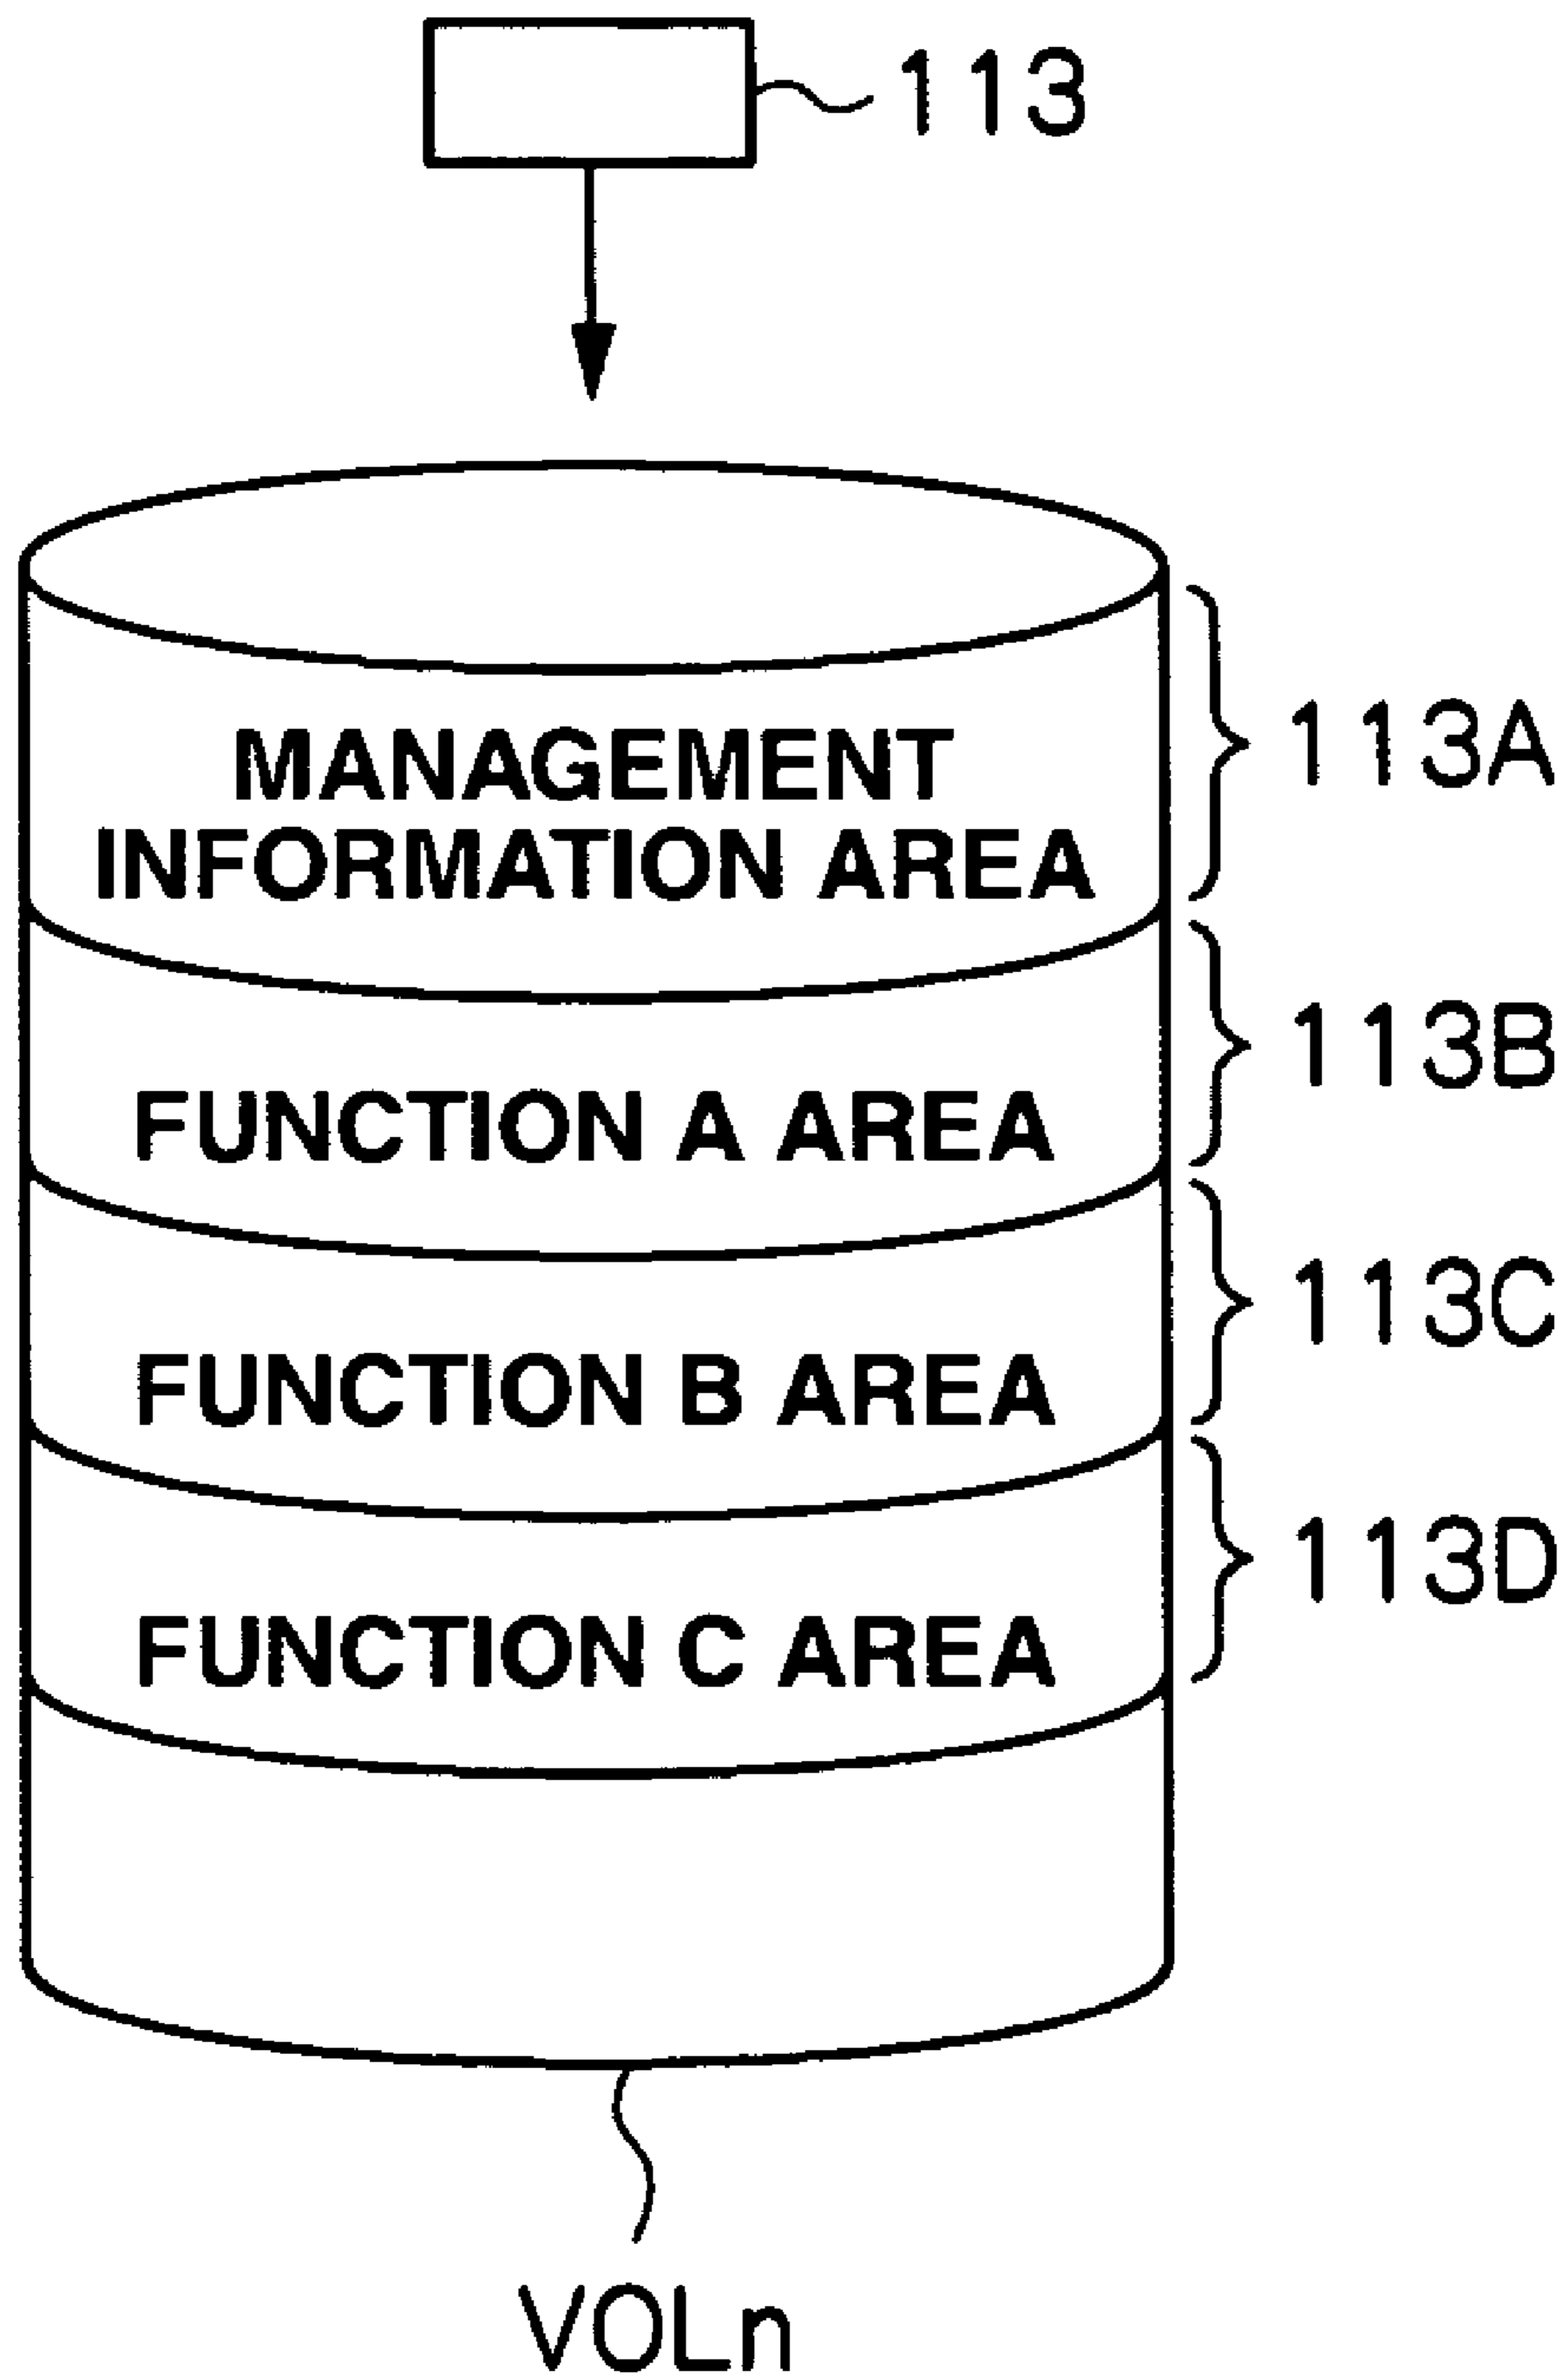 113
MANAGEMENT
INFORMATION AREA
113A
FUNCTION A AREA
113B
FUNCTION B AREA
113C
FUNCTION C AREA
113D
VOLn